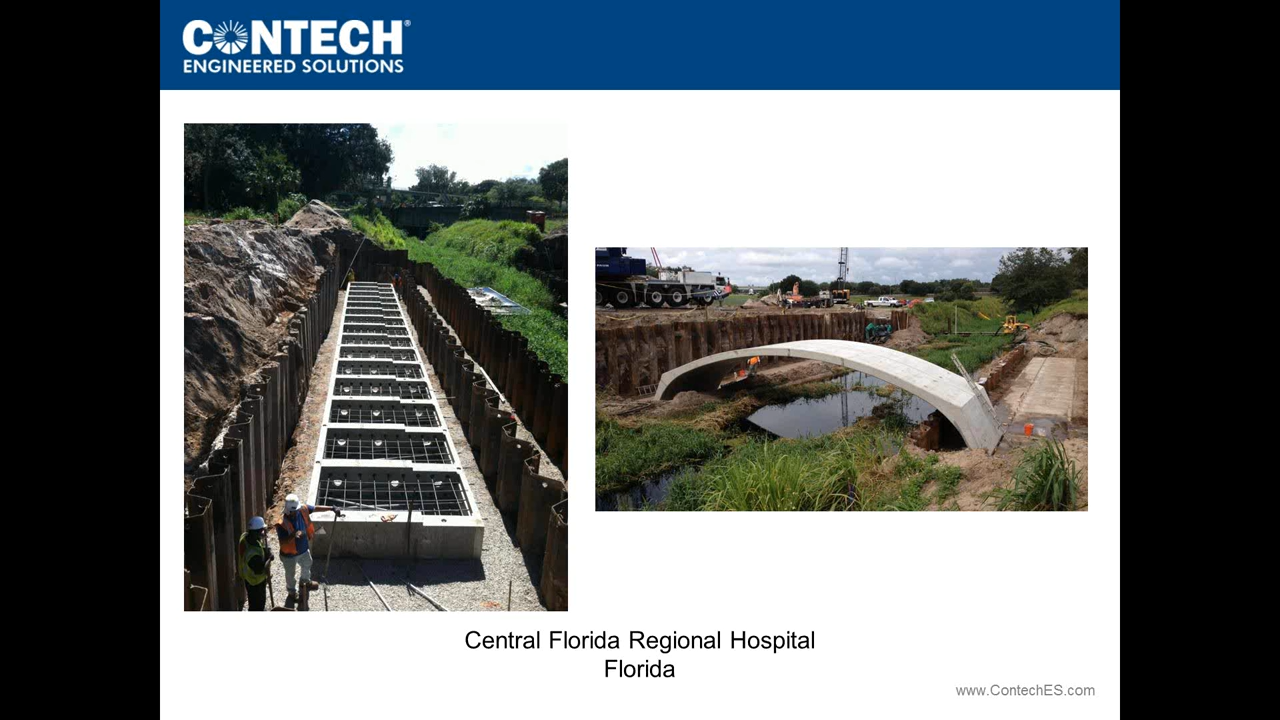 CONTECH®
ENGINEERED SOLUTIONS
Central Florida Regional Hospital
Florida
www.ContechES.com